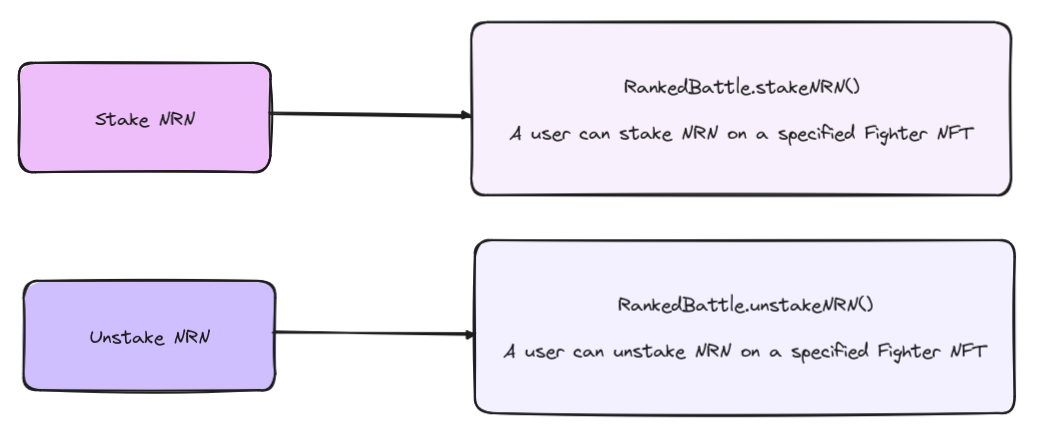 Stake NRN
RankedBattle.stakeNRN()
A user can stake NRN on a specified Fighter NFT
Unstake NRN
RankedBattle.unstakeNRN()
A user can unstake NRN on a specified Fighter NFT